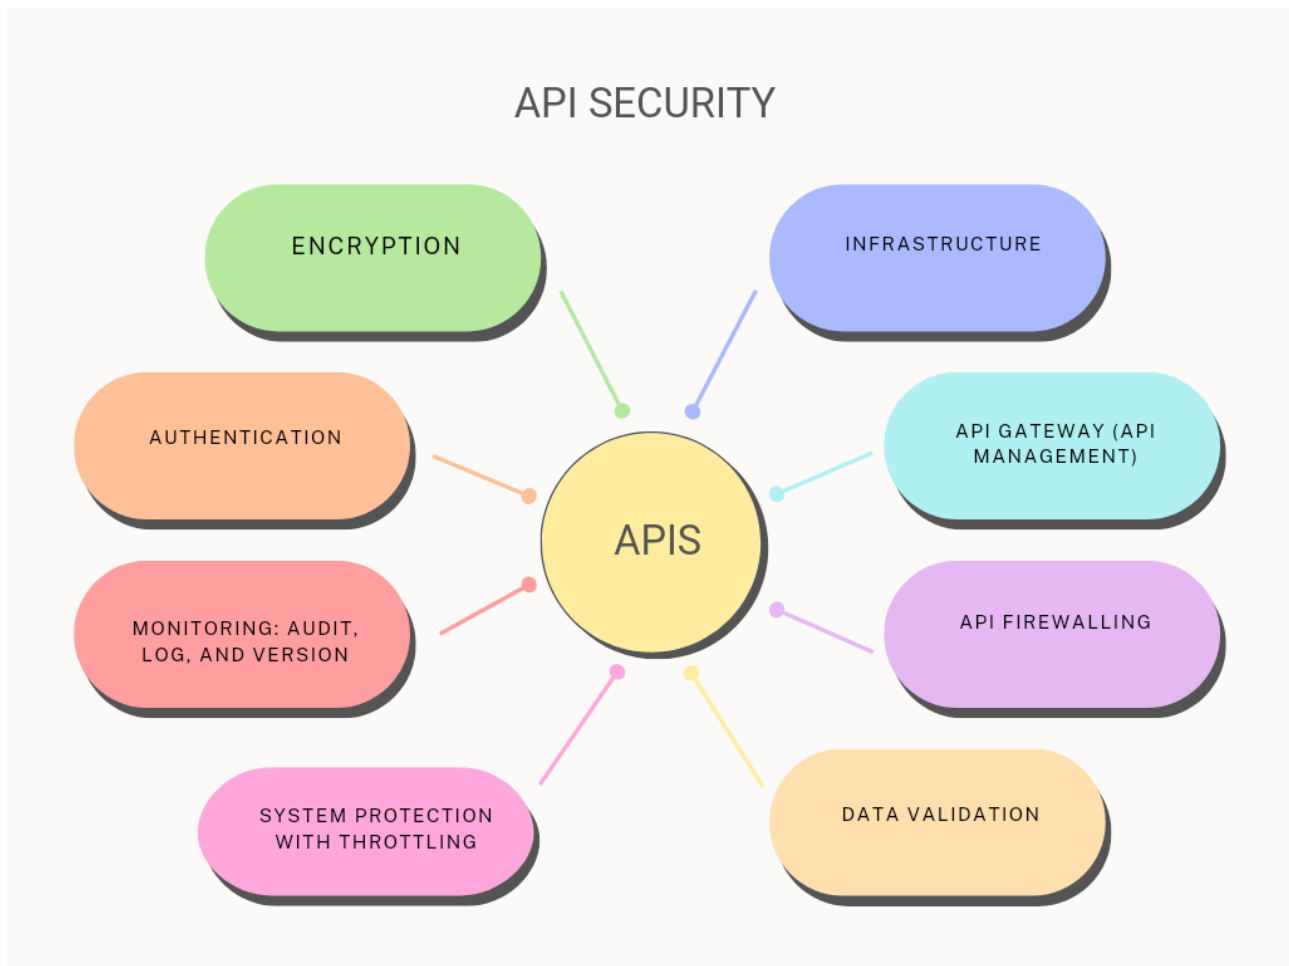 API SECURITY
ENCRYPTION
INFRASTRUCTURE
AUTHENTICATION
API GATEWAY (API
MANAGEMENT)
APIS
MONITORING: AUDIT,
LOG, AND VERSION
API FIREWALLING
SYSTEM PROTECTION
WITH THROTTLING
DATA VALIDATION